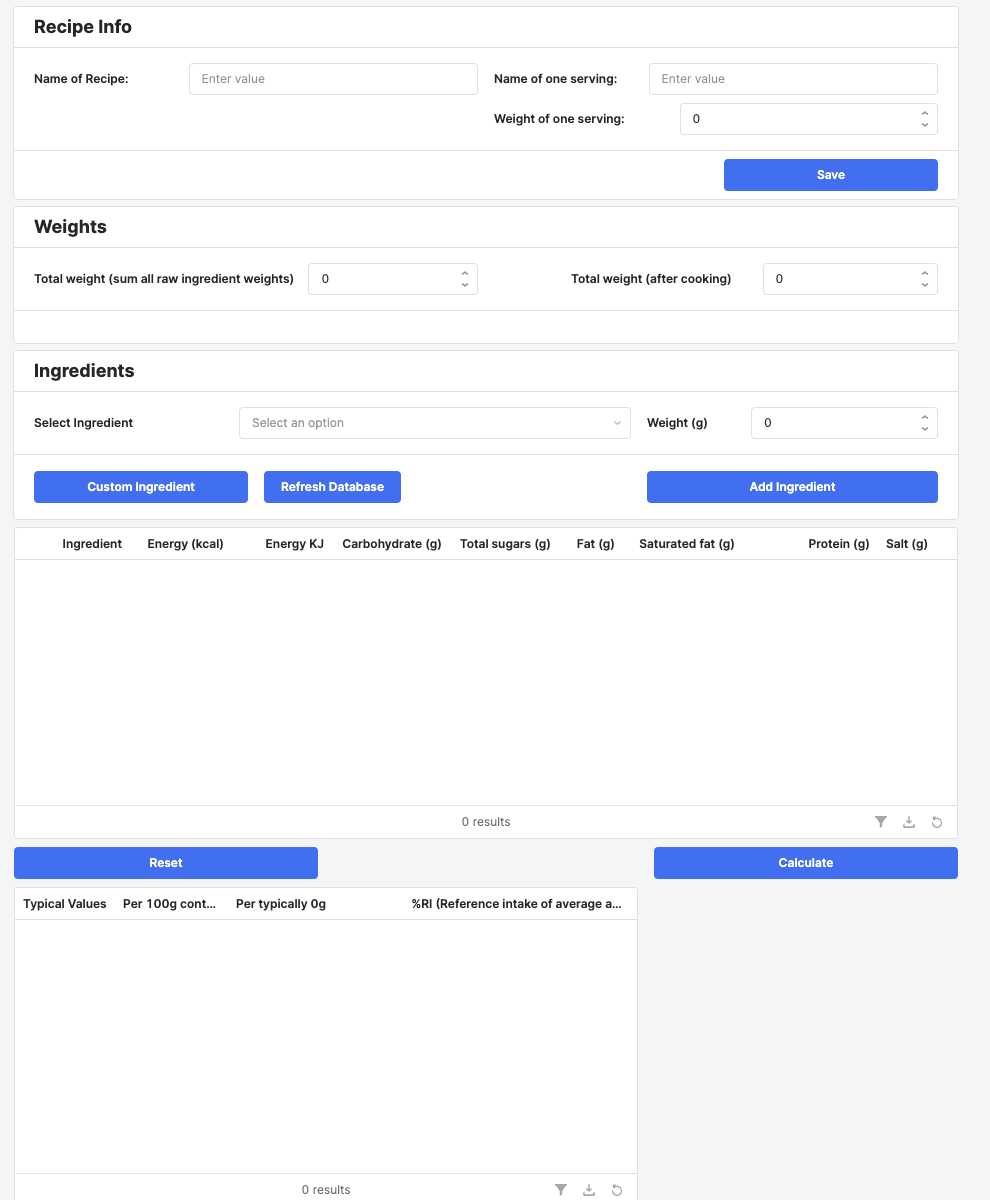 Recipe Info
Name of Recipe: Enter value Name of one serving: Enter value
Weight of one serving: 0
Save
Weights
Total weight (sum all raw ingredient weights) 0 Total weight (after cooking) 0
Ingredients
Select Ingredient Select an option Weight (g) 0
Custom Ingredient Refresh Database Add Ingredient
Ingredient Energy (kcal) Energy KJ Carbohydrate (g) Total sugars (g) Fat (g) Saturated fat (g) Protein (g) Salt (g)
0 results
Reset Calculate
Typical Values Per 100g cont... Per typically 0g %RI (Reference intake of average a...
0 results